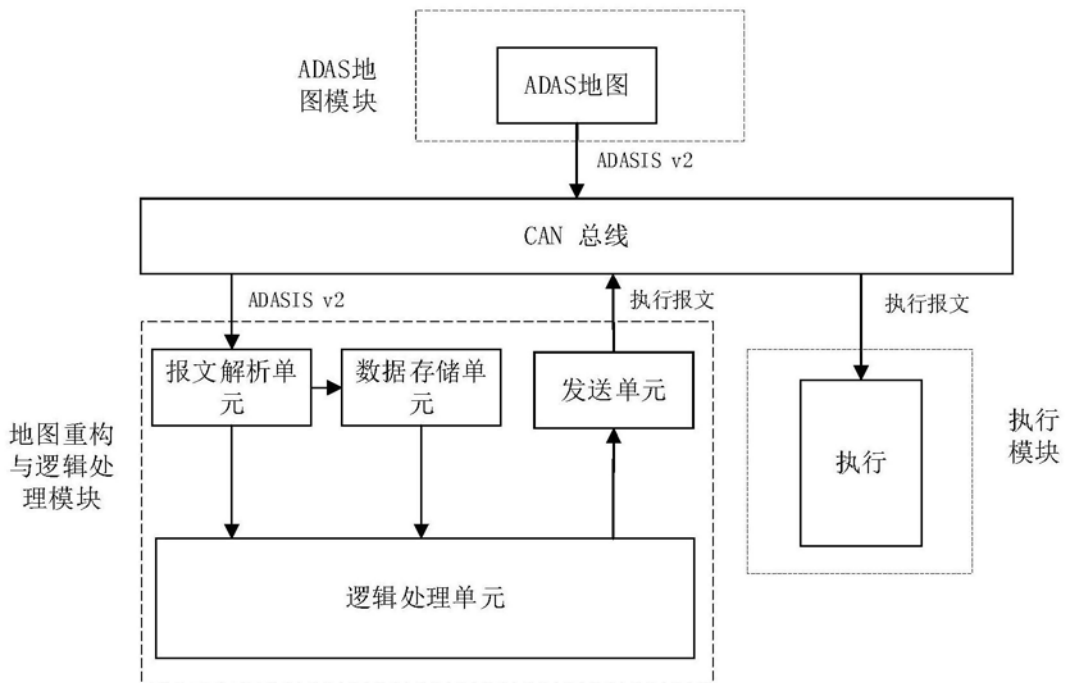 ADAS地
图模块
ADAS地图
ADASIS v2
CAN 总线
ADASIS v2
执行报文
执行报文
报文解析单
元
数据存储单
元
发送单元
地图重构
与逻辑处
理模块
执行
执行
模块
逻辑处理单元